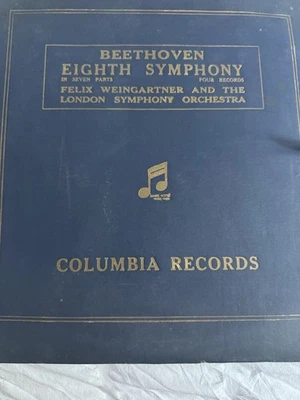 BEETHOVEN
EIGHTH SYMPHONY
IN SEVEN PARTS FOUR RECORDS
FELIX WEINGARTNER AND THE
LONDON SYMPHONY ORCHESTRA
COLUMBIA RECORDS